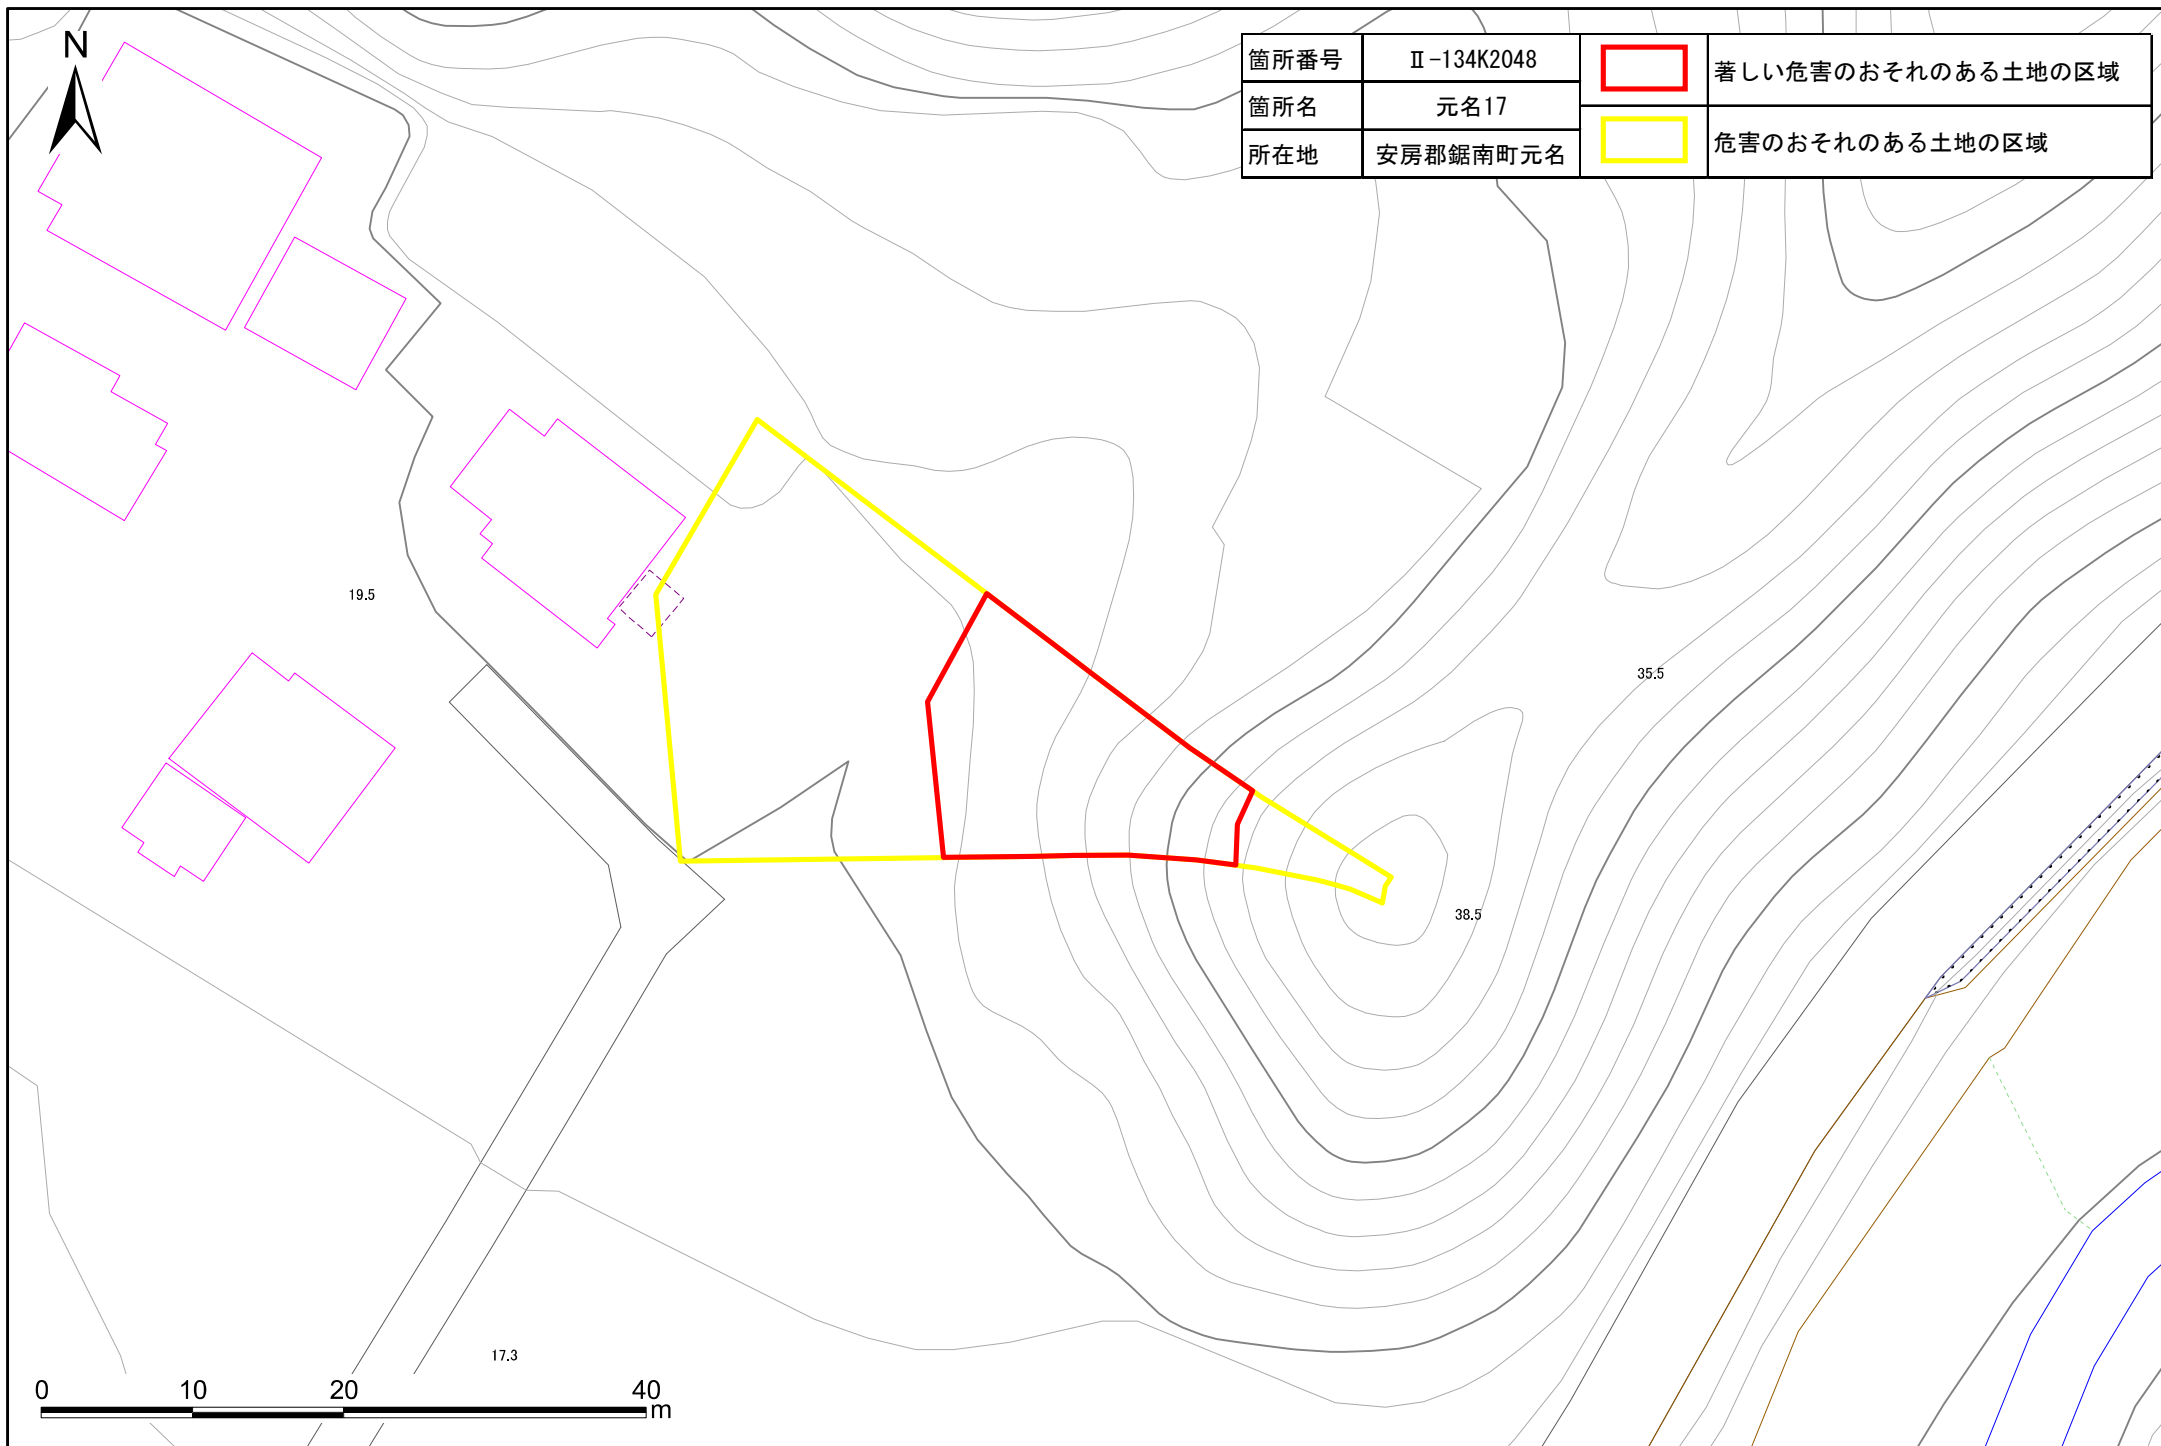 N
箇所番号 Ⅱ-134K2048
著しい危害のおそれのある土地の区域
箇所名 元名17
危害のおそれのある土地の区域
所在地 安房郡鋸南町元名
19.5
35.5
38.5
17.3
0 10 20 40
m